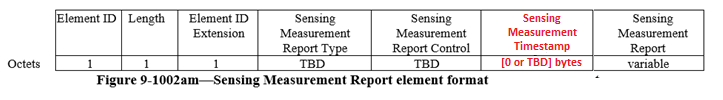 Element ID Length Element ID Extension Sensing Measurement Report Type Sensing Measurement Report Control Sensing Measurement Timestamp Sensing Measurement Report
Octets 1 1 1 TBD TBD [0 or TBD] bytes variable
Figure 9-1002am—Sensing Measurement Report element format